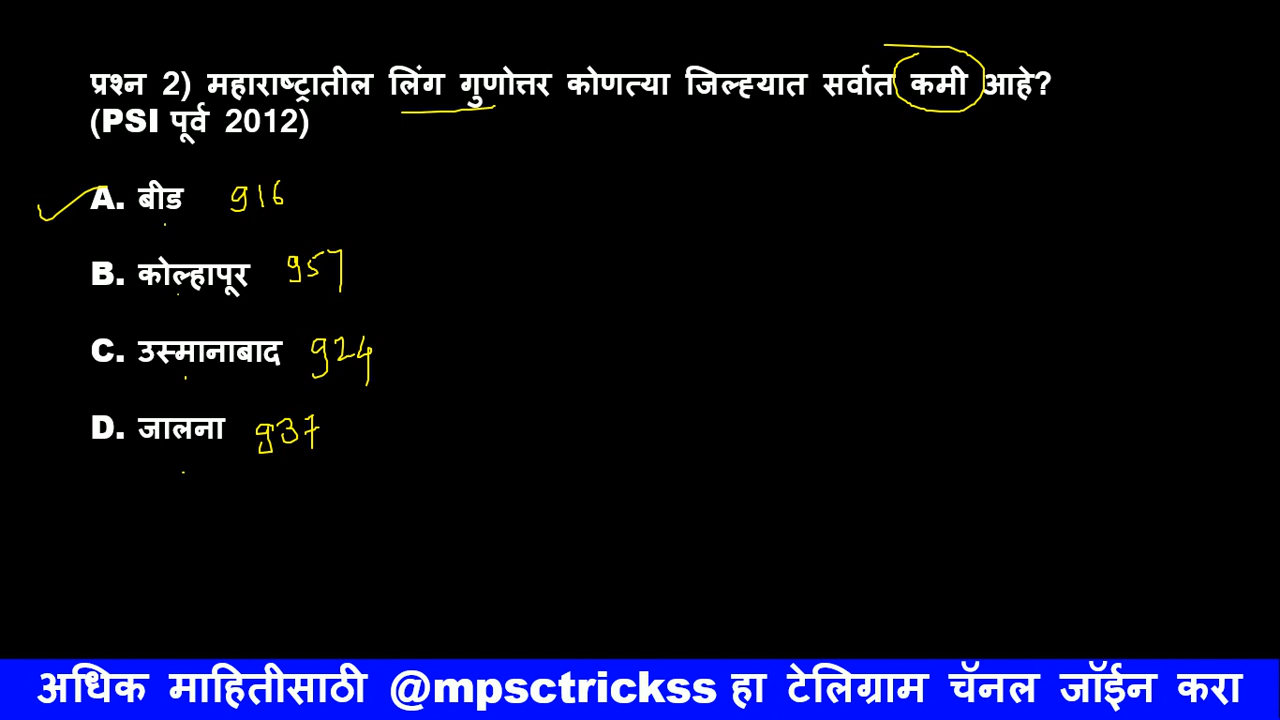 प्रश्न 2) महाराष्ट्रातील लिंग गुणोत्तर कोणत्या जिल्ह्यात सर्वात कमी आहे?
(PSI पूर्व 2012)
A. बीड 916
B. कोल्हापूर 957
C. उस्मानाबाद 924
D. जालना 937
अधिक माहितीसाठी @mpsctrickss हा टेलिग्राम चॅनल जॉईन करा